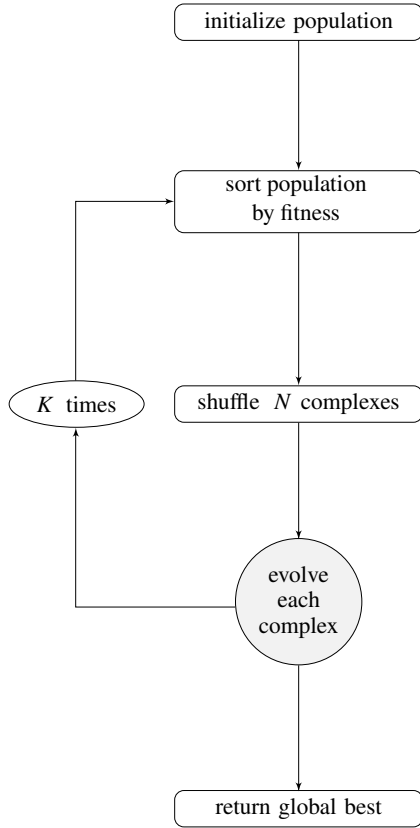 initialize population
sort population
by fitness
K times
shuffle N complexes
evolve
each
complex
return global best